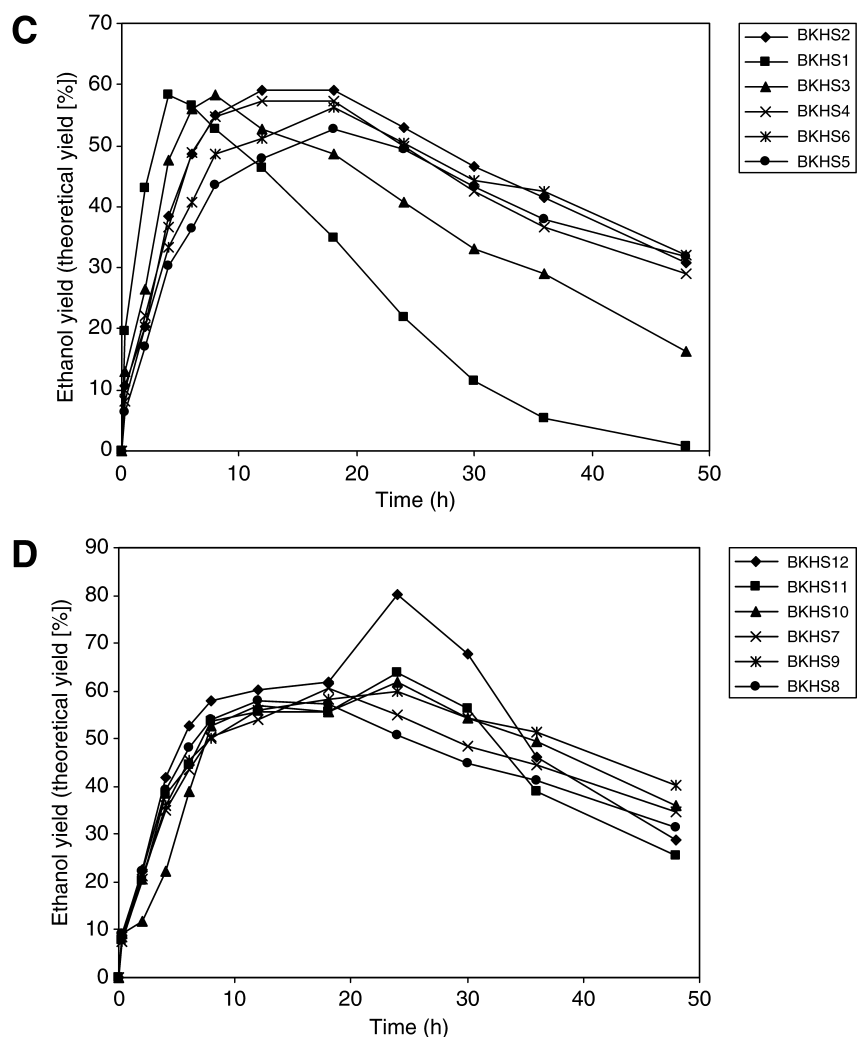 C
Ethanol yield (theoretical yield [%])
70
60
50
40
30
20
10
0
0 10 20 30 40 50
Time (h)
BKHS2
BKHS1
BKHS3
BKHS4
BKHS6
BKHS5
D
Ethanol yield (theoretical yield [%])
90
80
70
60
50
40
30
20
10
0
0 10 20 30 40 50
Time (h)
BKHS12
BKHS11
BKHS10
BKHS7
BKHS9
BKHS8